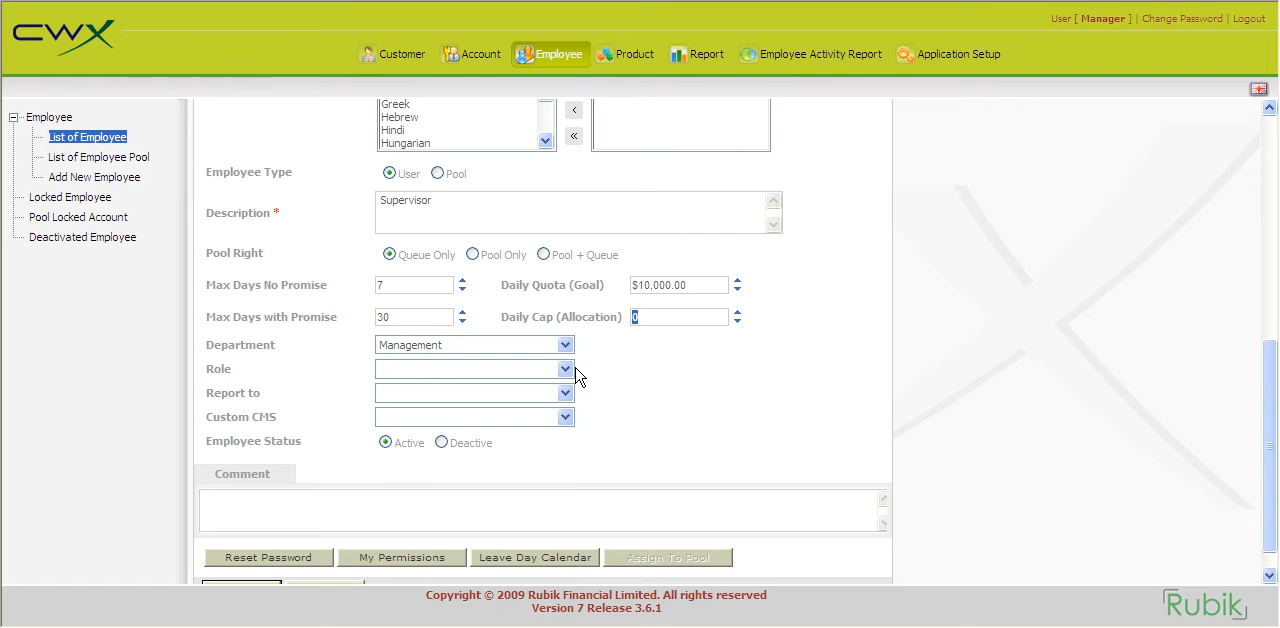 CWX
User [ Manager ] | Change Password | Logout
Customer Account Employee Product Report Employee Activity Report Application Setup
Employee
List of Employee
List of Employee Pool
Add New Employee
Locked Employee
Pool Locked Account
Deactivated Employee
Greek
Hebrew
Hindi
Hungarian
<
«
Employee Type User Pool
Description * Supervisor
Pool Right Queue Only Pool Only Pool + Queue
Max Days No Promise 7 Daily Quota (Goal) $10,000.00
Max Days with Promise 30 Daily Cap (Allocation) 0
Department Management
Role
Report to
Custom CMS
Employee Status Active Deactive
Comment
Reset Password My Permissions Leave Day Calendar Assign To Pool
Copyright © 2009 Rubik Financial Limited. All rights reserved
Version 7 Release 3.6.1
Rubik